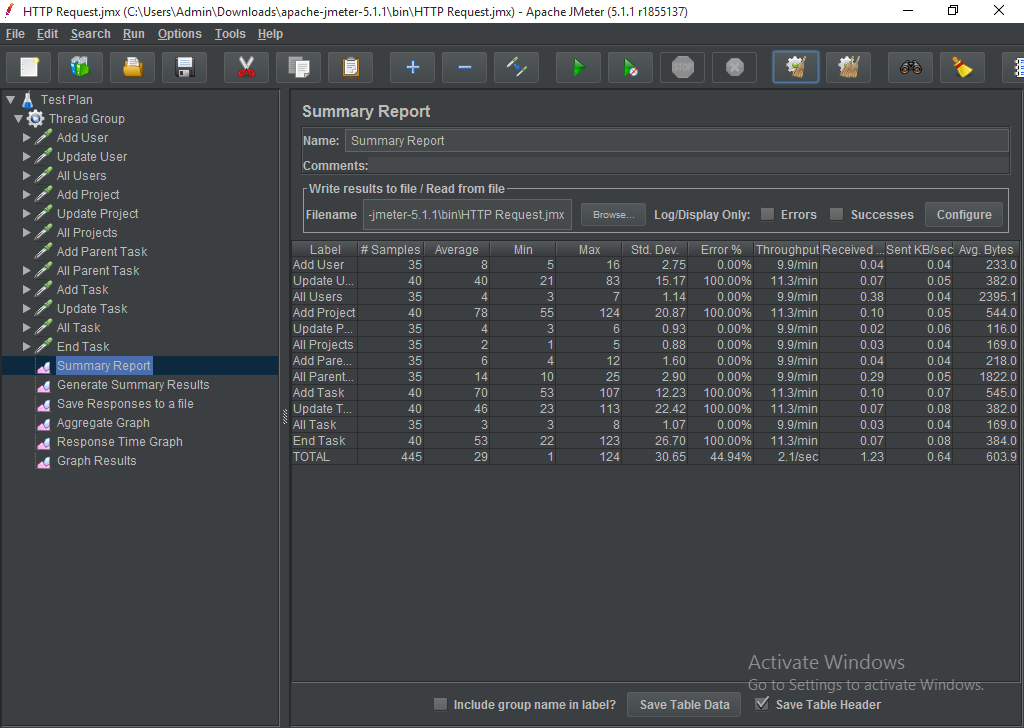 HTTP Request.jmx (C:\Users\Admin\Downloads\apache-jmeter-5.1.1\bin\HTTP Request.jmx) - Apache JMeter (5.1.1 r1855137)
File Edit Search Run Options Tools Help
STOP
Test Plan
Thread Group
Add User
Update User
All Users
Add Project
Update Project
All Projects
Add Parent Task
All Parent Task
Add Task
Update Task
All Task
End Task
Summary Report
Generate Summary Results
Save Responses to a file
Aggregate Graph
Response Time Graph
Graph Results
Summary Report
Name: Summary Report
Comments:
Write results to file / Read from file
Filename -jmeter-5.1.1\bin\HTTP Request.jmx Browse... Log/Display Only: Errors Successes Configure
Label # Samples Average Min Max Std. Dev. Error % Throughput Received ... Sent KB/sec Avg. Bytes
Add User 35 8 5 16 2.75 0.00% 9.9/min 0.04 0.04 233.0
Update U... 40 40 21 83 15.17 100.00% 11.3/min 0.07 0.05 382.0
All Users 35 4 3 7 1.14 0.00% 9.9/min 0.38 0.04 2395.1
Add Project 40 78 55 124 20.87 100.00% 11.3/min 0.10 0.05 544.0
Update P... 35 4 3 6 0.93 0.00% 9.9/min 0.02 0.06 116.0
All Projects 35 2 1 5 0.88 0.00% 9.9/min 0.03 0.04 169.0
Add Pare... 35 6 4 12 1.60 0.00% 9.9/min 0.04 0.04 218.0
All Parent... 35 14 10 25 2.90 0.00% 9.9/min 0.29 0.05 1822.0
Add Task 40 70 53 107 12.23 100.00% 11.3/min 0.10 0.07 545.0
Update T... 40 46 23 113 22.42 100.00% 11.3/min 0.07 0.08 382.0
All Task 35 3 3 8 1.07 0.00% 9.9/min 0.03 0.04 169.0
End Task 40 53 22 123 26.70 100.00% 11.3/min 0.07 0.08 384.0
TOTAL 445 29 1 124 30.65 44.94% 2.1/sec 1.23 0.64 603.9
Activate Windows
Go to Settings to activate Windows.
Include group name in label? Save Table Data Save Table Header